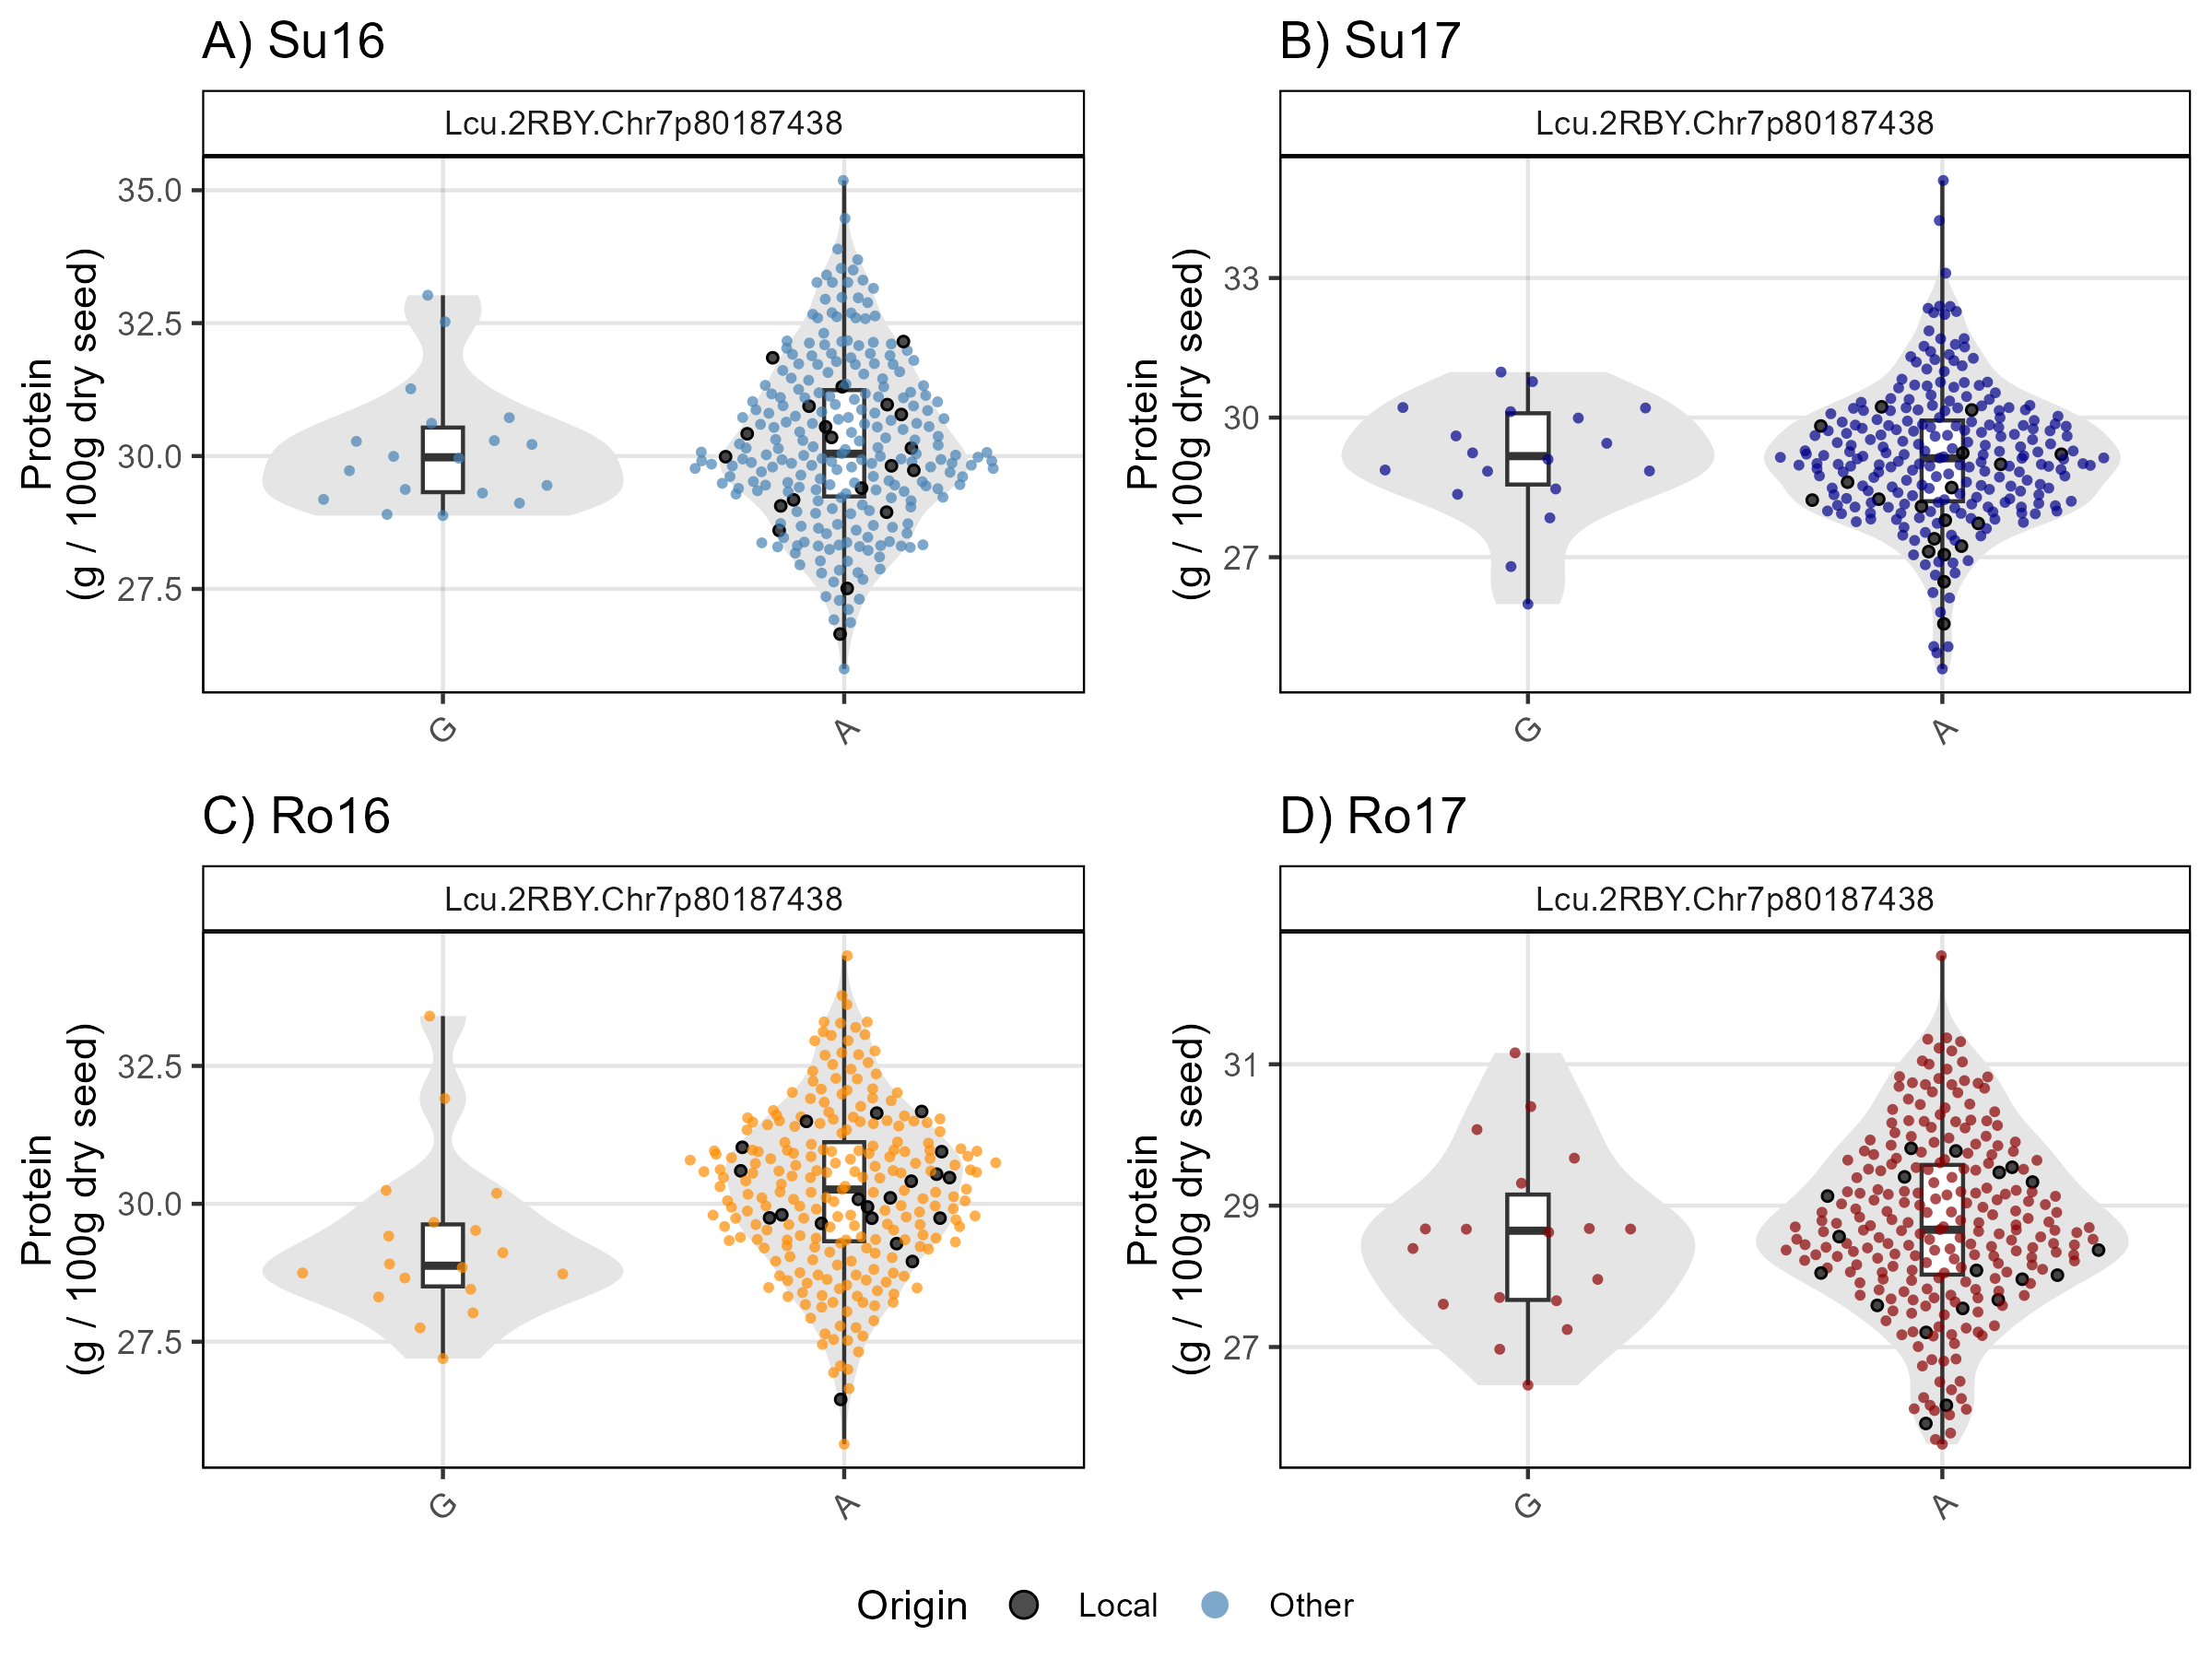 A) Su16
Lcu.2RBY.Chr7p80187438
Protein
(g / 100g dry seed)
35.0
32.5
30.0
27.5
G
A
B) Su17
Lcu.2RBY.Chr7p80187438
Protein
(g / 100g dry seed)
33
30
27
G
A
C) Ro16
Lcu.2RBY.Chr7p80187438
Protein
(g / 100g dry seed)
32.5
30.0
27.5
G
A
D) Ro17
Lcu.2RBY.Chr7p80187438
Protein
(g / 100g dry seed)
31
29
27
G
A
Origin Local Other